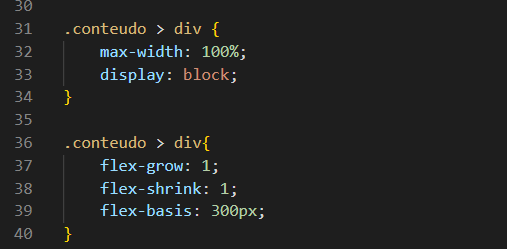 30
31 .conteudo > div {
32     max-width: 100%;
33     display: block;
34 }
35
36 .conteudo > div{
37     flex-grow: 1;
38     flex-shrink: 1;
39     flex-basis: 300px;
40 }